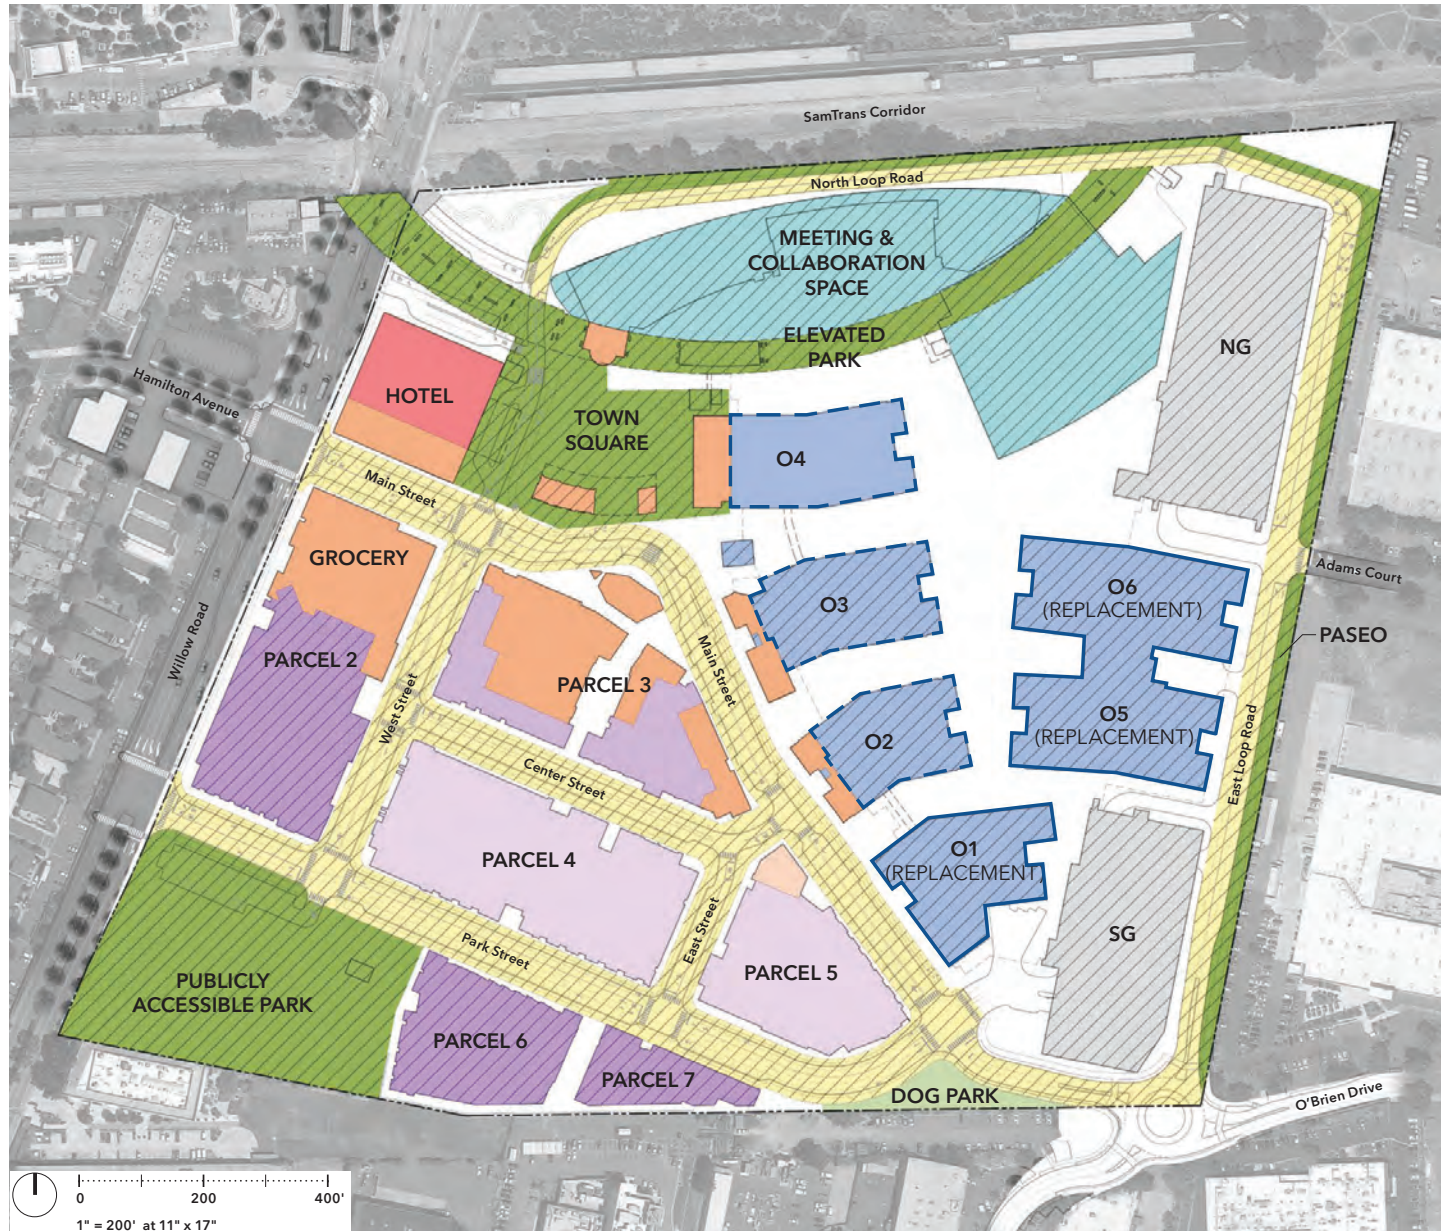 SamTrans Corridor
North Loop Road
MEETING &
COLLABORATION
SPACE
ELEVATED
PARK
NG
HOTEL
Hamilton Avenue
TOWN
SQUARE
O4
Main Street
GROCERY
Adams Court
O6
(REPLACEMENT)
O3
PASEO
Willow Road
PARCEL 2
PARCEL 3
Main Street
West Street
O5
(REPLACEMENT)
O2
East Loop Road
Center Street
O1
(REPLACEMENT)
PARCEL 4
SG
East Street
Park Street
PARCEL 5
PUBLICLY
ACCESSIBLE PARK
PARCEL 6
PARCEL 7
DOG PARK
O'Brien Drive
0 200 400'
1" = 200' at 11" x 17"